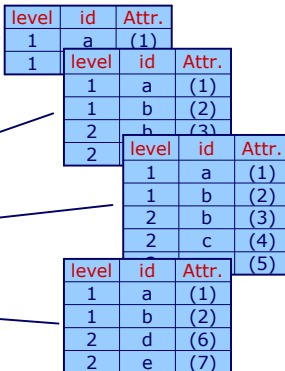 level id Attr.
1 a (1)
1
level id Attr.
1 a (1)
1 b (2)
2 b (3)
2
level id Attr.
1 a (1)
1 b (2)
2 b (3)
2 c (4)
(5)
level id Attr.
1 a (1)
1 b (2)
2 d (6)
2 e (7)